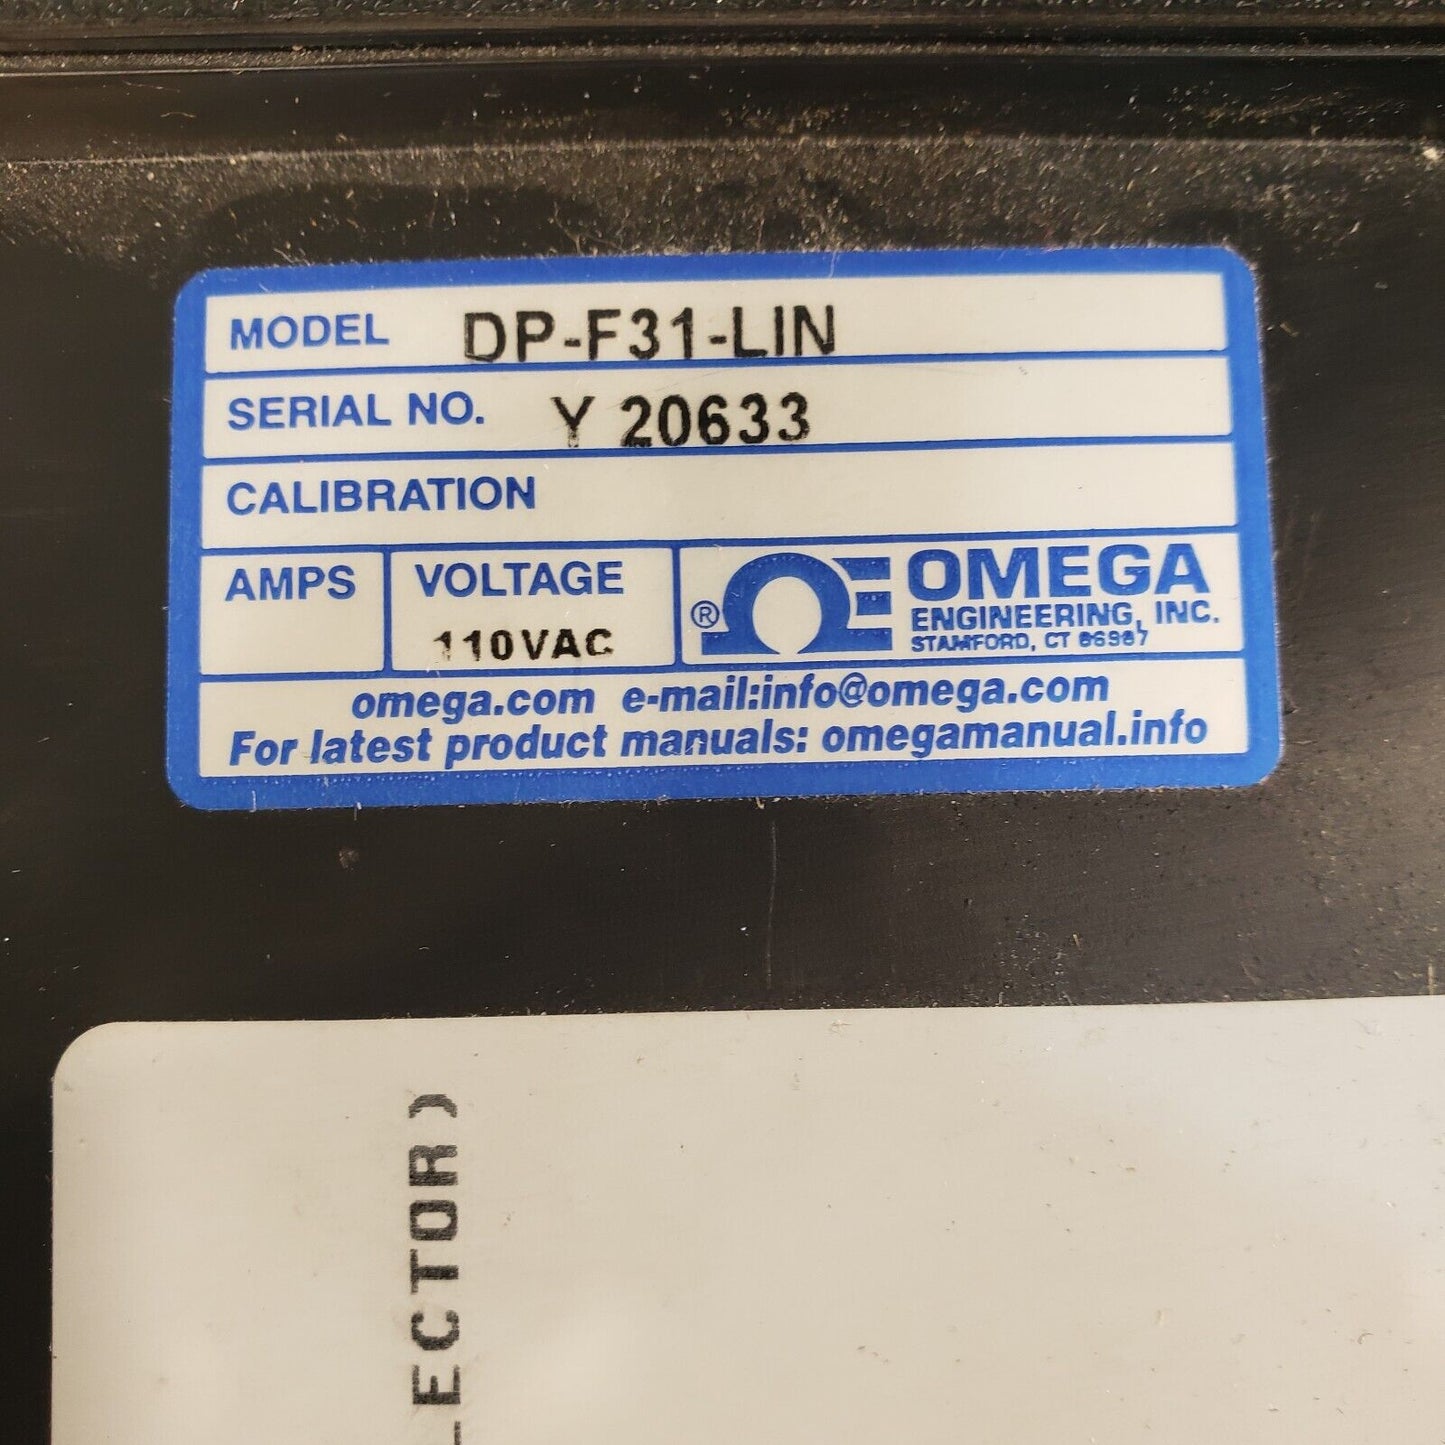 MODEL DP-F31-LIN
SERIAL NO. Y 20633
CALIBRATION
AMPS
VOLTAGE
110VAC
® OMEGA
ENGINEERING, INC.
STAMFORD, CT
omega.com e-mail:info@omega.com
For latest product manuals: omegamanual.info
ECTOR)